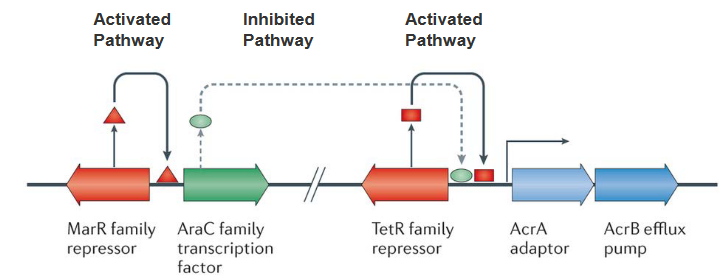 Activated
Pathway
Inhibited
Pathway
Activated
Pathway
MarR family
repressor
AraC family
transcription
factor
TetR family
repressor
AcrA
adaptor
AcrB efflux
pump